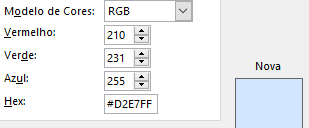 Modelo de Cores: RGB
Vermelho: 210
Verde: 231
Azul: 255
Nova
Hex: #D2E7FF